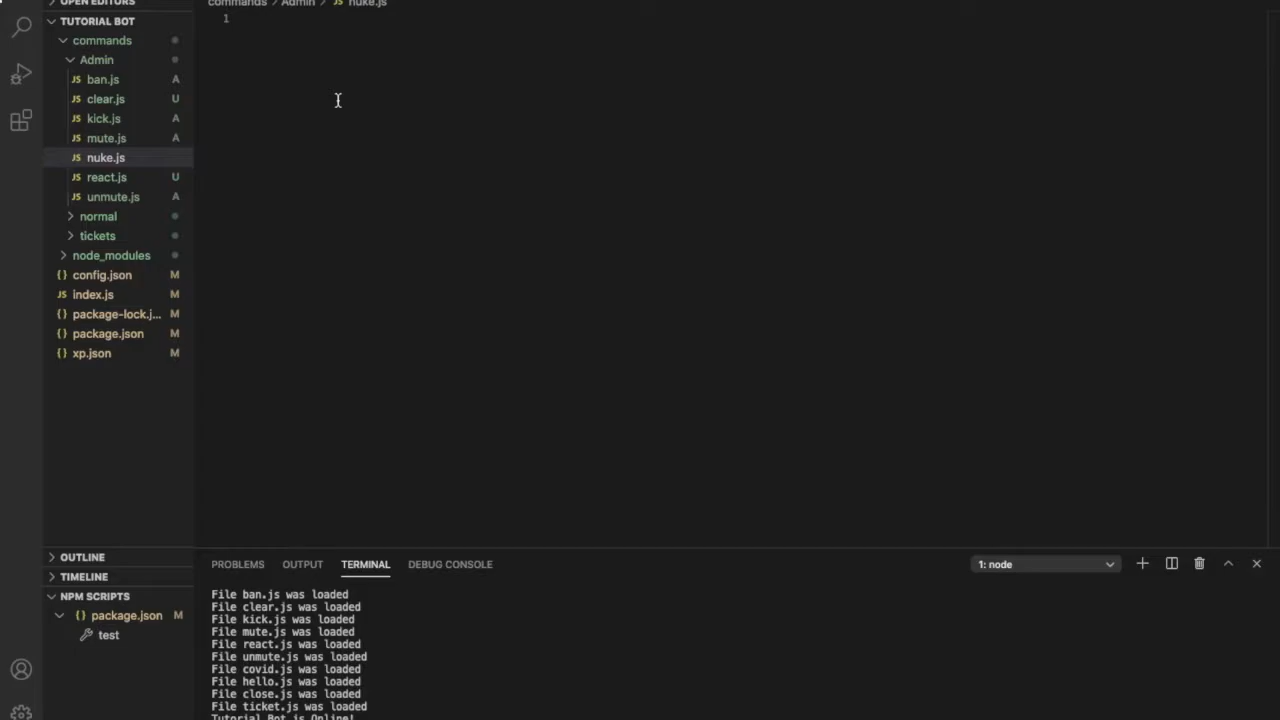 OPEN EDITORS
commands > Admin > JS nuke.js
TUTORIAL BOT
commands
Admin
JS ban.js A
JS clear.js U
JS kick.js A
JS mute.js A
JS nuke.js
JS react.js U
JS unmute.js A
normal
tickets
node_modules
{} config.json M
JS index.js M
{} package-lock.j... M
{} package.json M
{} xp.json M
OUTLINE
TIMELINE
NPM SCRIPTS
{} package.json M
test
1
PROBLEMS OUTPUT TERMINAL DEBUG CONSOLE 1: node
File ban.js was loaded
File clear.js was loaded
File kick.js was loaded
File mute.js was loaded
File react.js was loaded
File unmute.js was loaded
File covid.js was loaded
File hello.js was loaded
File close.js was loaded
File ticket.js was loaded
Tutorial Bot is Online!